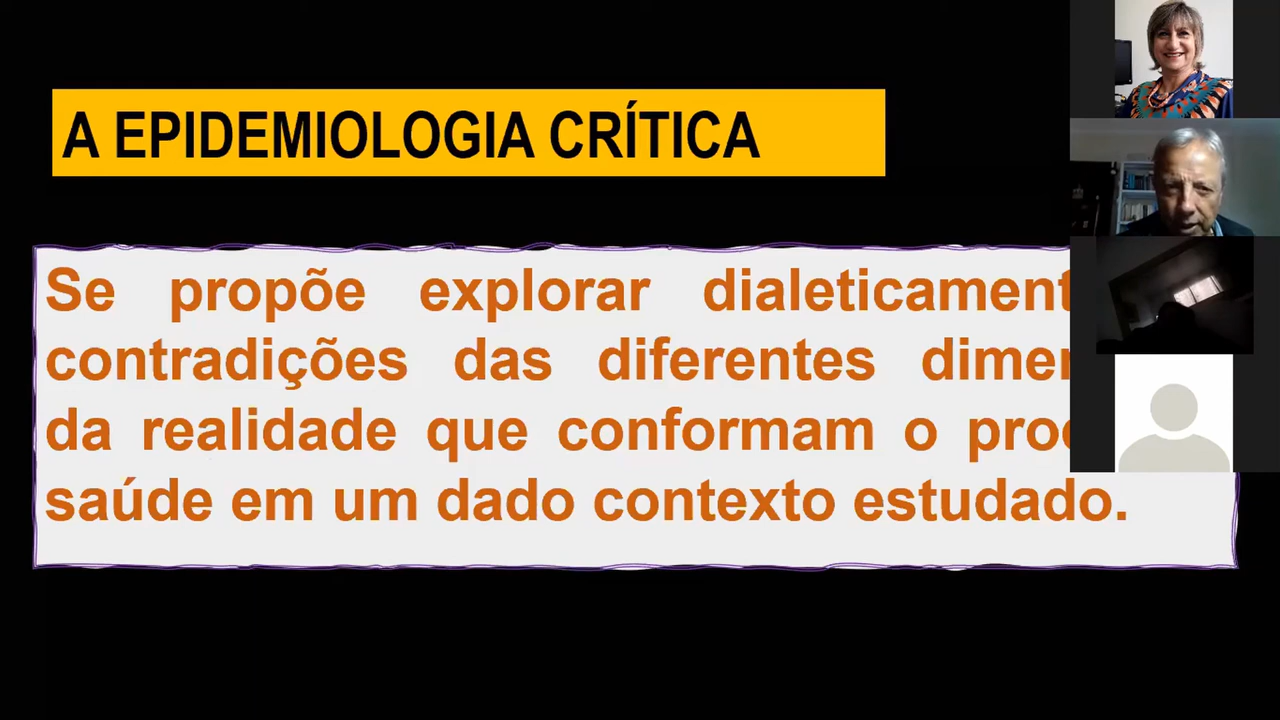 A EPIDEMIOLOGIA CRÍTICA
Se propõe explorar
contradições das diferentes
da realidade que conformam o
saúde em um dado contexto estudado.